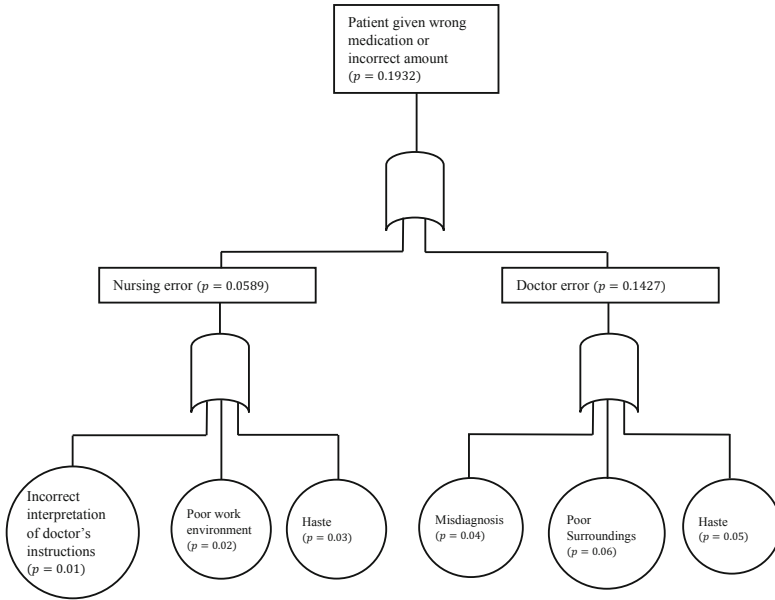 Patient given wrong
medication or
incorrect amount
(p = 0.1932)
Nursing error (p = 0.0589)
Doctor error (p = 0.1427)
Incorrect
interpretation
of doctor's
instructions
(p = 0.01)
Poor work
environment
(p = 0.02)
Haste
(p = 0.03)
Misdiagnosis
(p = 0.04)
Poor
Surroundings
(p = 0.06)
Haste
(p = 0.05)